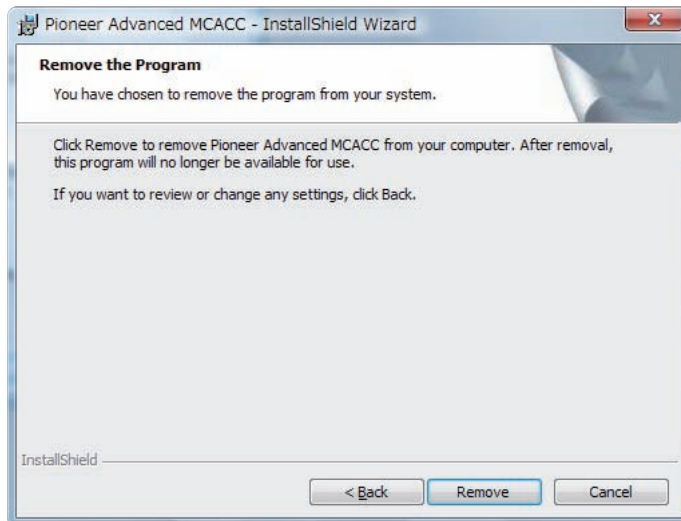 Pioneer Advanced MCACC - InstallShield Wizard
Remove the Program
You have chosen to remove the program from your system.
Click Remove to remove Pioneer Advanced MCACC from your computer. After removal,
this program will no longer be available for use.
If you want to review or change any settings, click Back.
InstallShield
< Back
Remove
Cancel